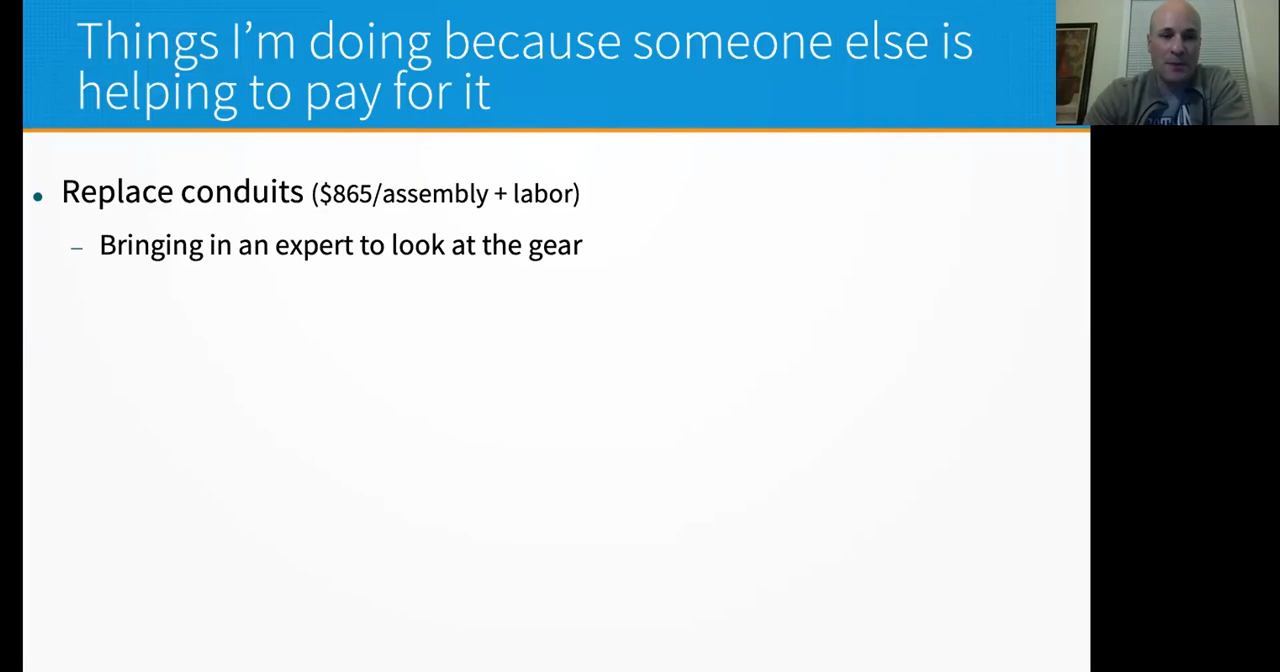 Things I’m doing because someone else is
helping to pay for it
• Replace conduits ($865/assembly + labor)
– Bringing in an expert to look at the gear